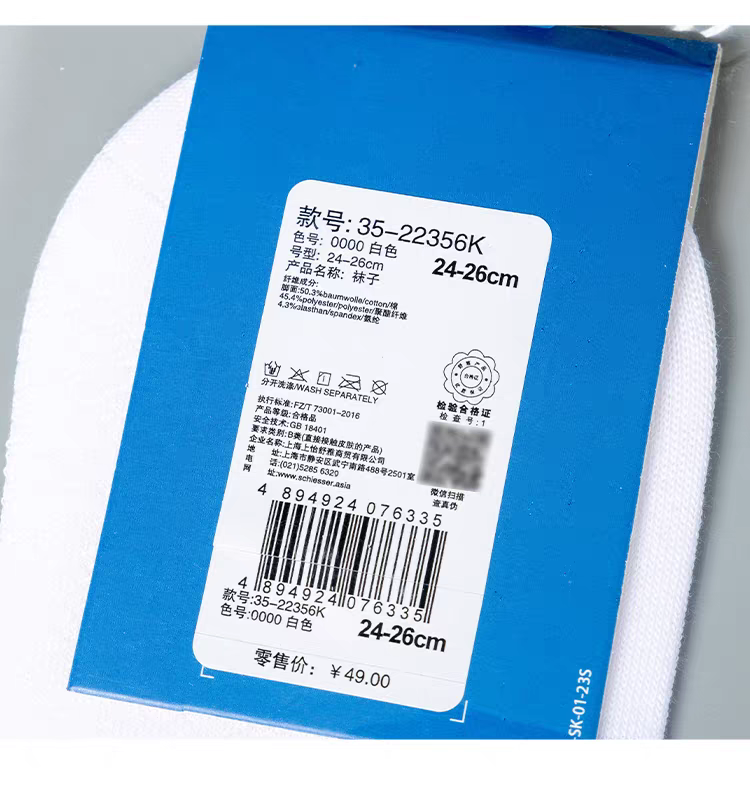 款号: 35-22356K
色号: 0000 白色
号型: 24-26cm
24-26cm
产品名称: 袜子
纤维成分:
脚面:50.3%baumwolle/cotton/棉
45.4%polyester/polyester/聚酯纤维
4.3%elasthan/spandex/氨纶
分开洗涤/WASH SEPARATELY
合格证
检验合格证
检 查 号:1
执行标准:FZ/T 73001-2016
产品等级:合格品
安全技术:GB 18401
要求类别:B类(直接接触皮肤的产品)
企业名称:上海上怡舒雅商贸有限公司
地 址:上海市静安区武宁南路488号2501室
电 话:(021)5285 6329
网 址:www.schiesser.asia
微信扫描
查真伪
4 894924 076335
4 894924 076335
款号:35-22356K
色号:0000 白色
24-26cm
零售价: ￥49.00
-SK-01-23S